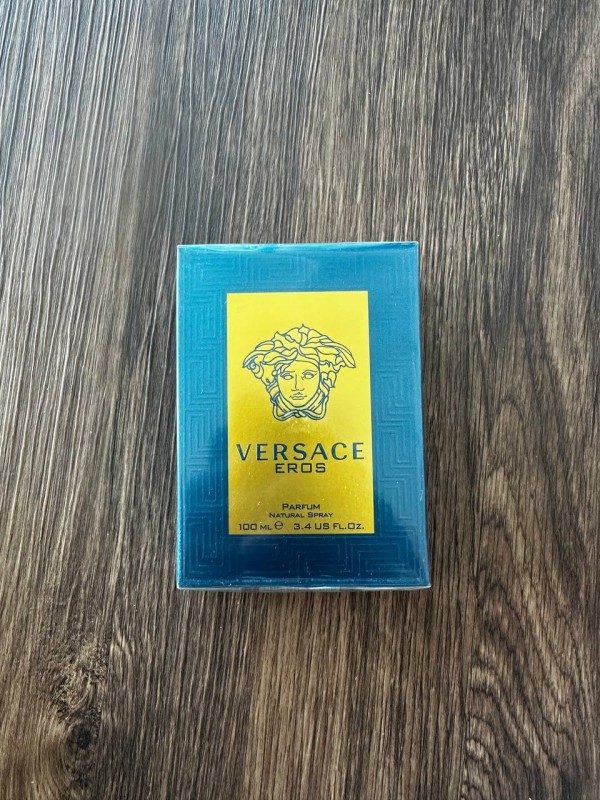 VERSACE
EROS
PARFUM
NATURAL SPRAY
100 ML e 3.4 US FL.OZ.